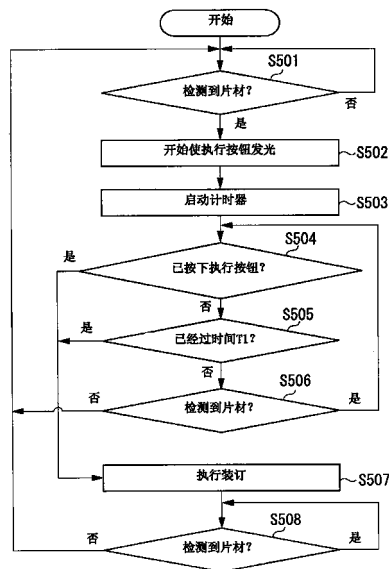 开始
S501
检测到片材?
否
是
开始使执行按钮发光
S502
启动计时器
S503
S504
是
已按下执行按钮?
否
S505
是
已经过时间T1?
否
S506
否
检测到片材?
是
执行装订
S507
S508
否
检测到片材?
是